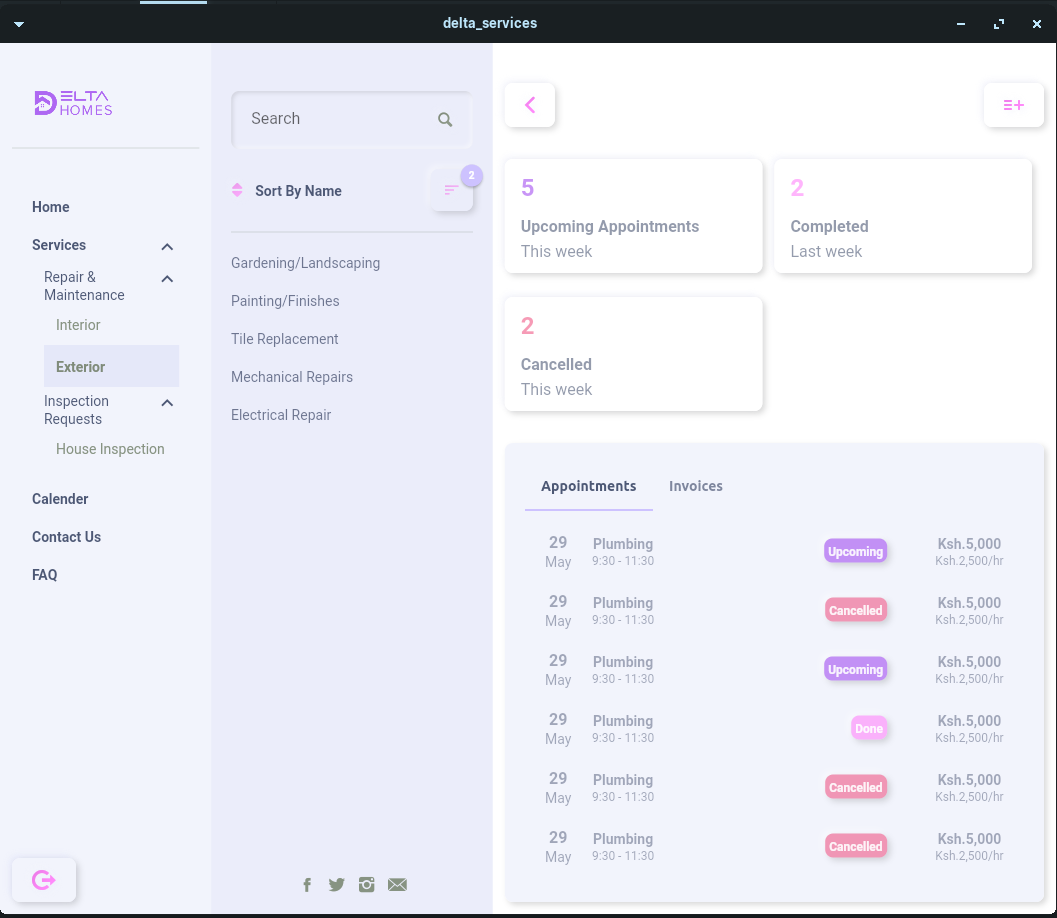 delta_services
DELTA
HOMES
Home
Services
Repair &
Maintenance
Interior
Exterior
Inspection
Requests
House Inspection
Calender
Contact Us
FAQ
Search
Sort By Name
2
Gardening/Landscaping
Painting/Finishes
Tile Replacement
Mechanical Repairs
Electrical Repair
5
Upcoming Appointments
This week
2
Completed
Last week
2
Cancelled
This week
Appointments Invoices
29 Plumbing Upcoming Ksh.5,000
May 9:30 - 11:30 Ksh.2,500/hr
29 Plumbing Cancelled Ksh.5,000
May 9:30 - 11:30 Ksh.2,500/hr
29 Plumbing Upcoming Ksh.5,000
May 9:30 - 11:30 Ksh.2,500/hr
29 Plumbing Done Ksh.5,000
May 9:30 - 11:30 Ksh.2,500/hr
29 Plumbing Cancelled Ksh.5,000
May 9:30 - 11:30 Ksh.2,500/hr
29 Plumbing Cancelled Ksh.5,000
May 9:30 - 11:30 Ksh.2,500/hr